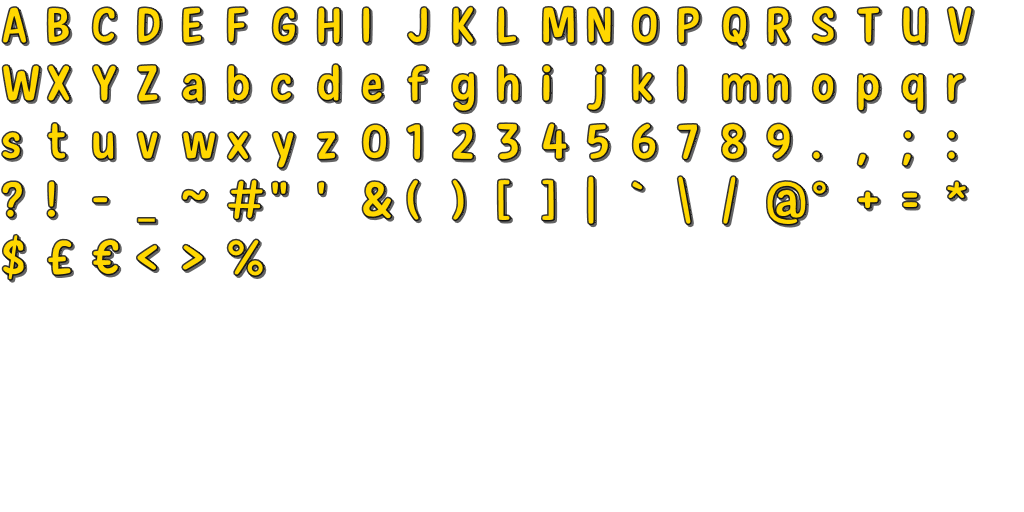 A B C D E F G H I J K L M N O P Q R S T U V
W X Y Z a b c d e f g h i j k l m n o p q r
s t u v w x y z 0 1 2 3 4 5 6 7 8 9 . , ; :
? ! - _ ~ # " ' & ( ) [ ] | ` \ / @ ° + = *
$ £ € < > %